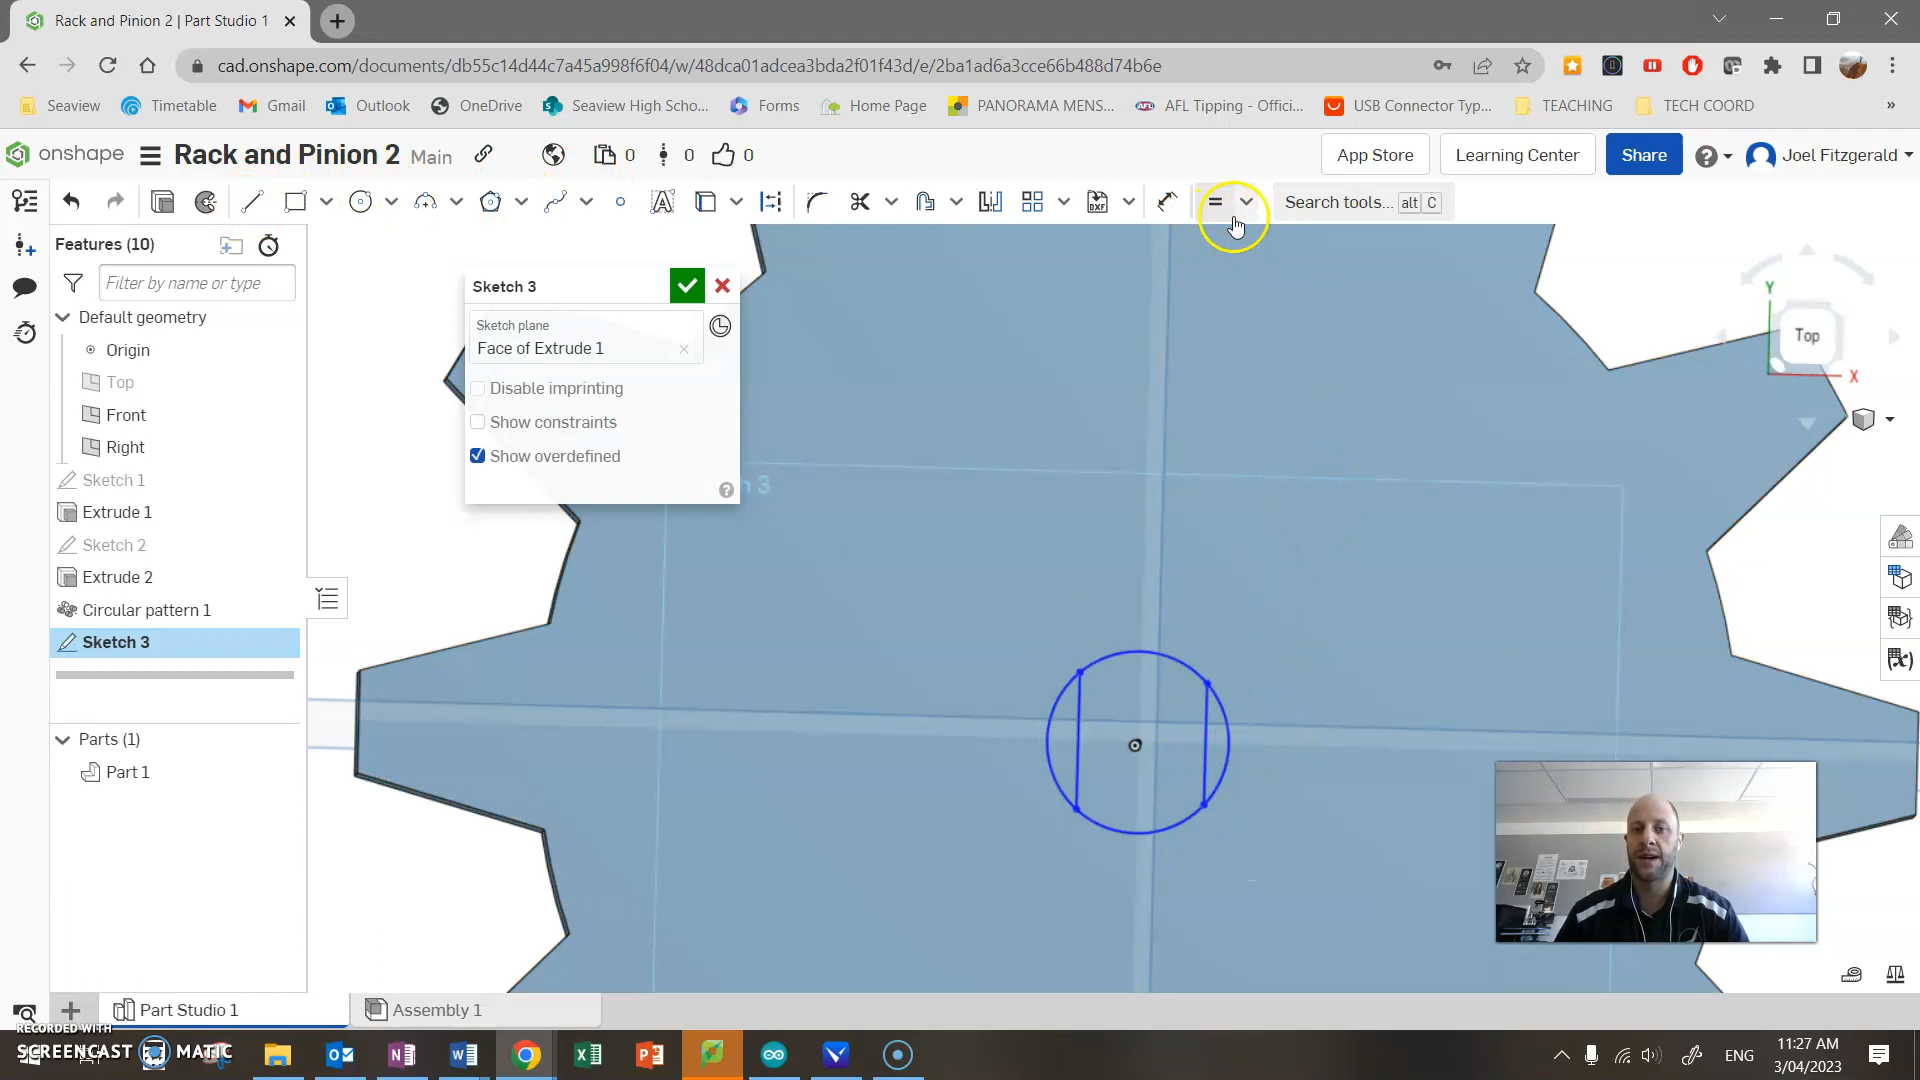 Rack and Pinion 2 | Part Studio 1
cad.onshape.com/documents/db55c14d44c7a45a998f6f04/w/48dca01adcea3bda2f01f43d/e/2ba1ad6a3cce66b488d74b6e
Seaview Timetable Gmail Outlook OneDrive Seaview High Scho... Forms Home Page PANORAMA MENS... AFL Tipping - Offici... USB Connector Typ... TEACHING TECH COORD »
onshape Rack and Pinion 2 Main 0 0 0 App Store Learning Center Share Joel Fitzgerald
Search tools... alt C
Features (10)
Filter by name or type
Default geometry
Origin
Top
Front
Right
Sketch 1
Extrude 1
Sketch 2
Extrude 2
Circular pattern 1
Sketch 3
Parts (1)
Part 1
Sketch 3
Sketch plane
Face of Extrude 1
Disable imprinting
Show constraints
Show overdefined
h 3
Y
Top
X
Part Studio 1 Assembly 1
RECORDED WITH
SCREENCAST MATIC
ENG
11:27 AM
3/04/2023